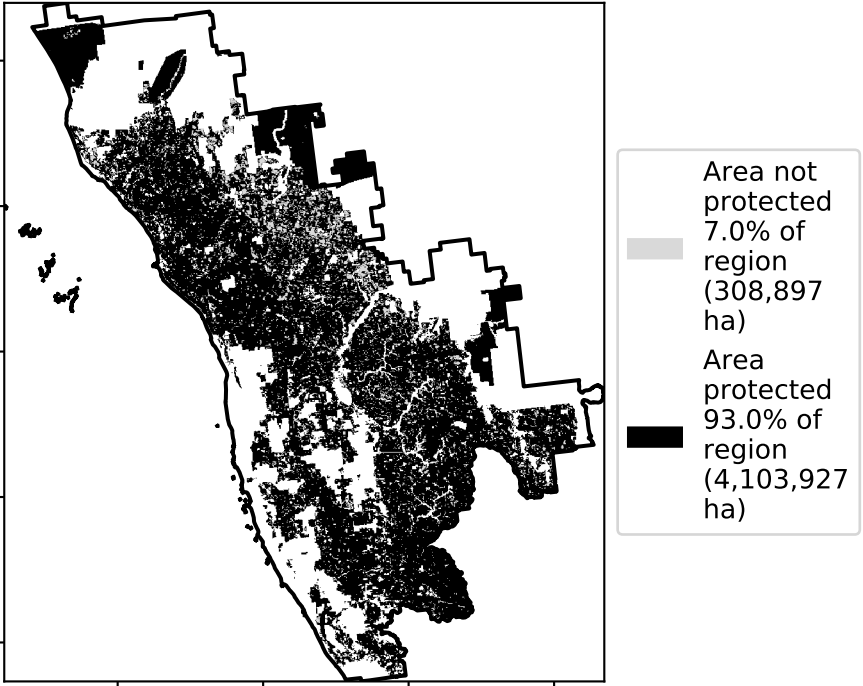 Area not
protected
7.0% of
region
(308,897
ha)
Area
protected
93.0% of
region
(4,103,927
ha)